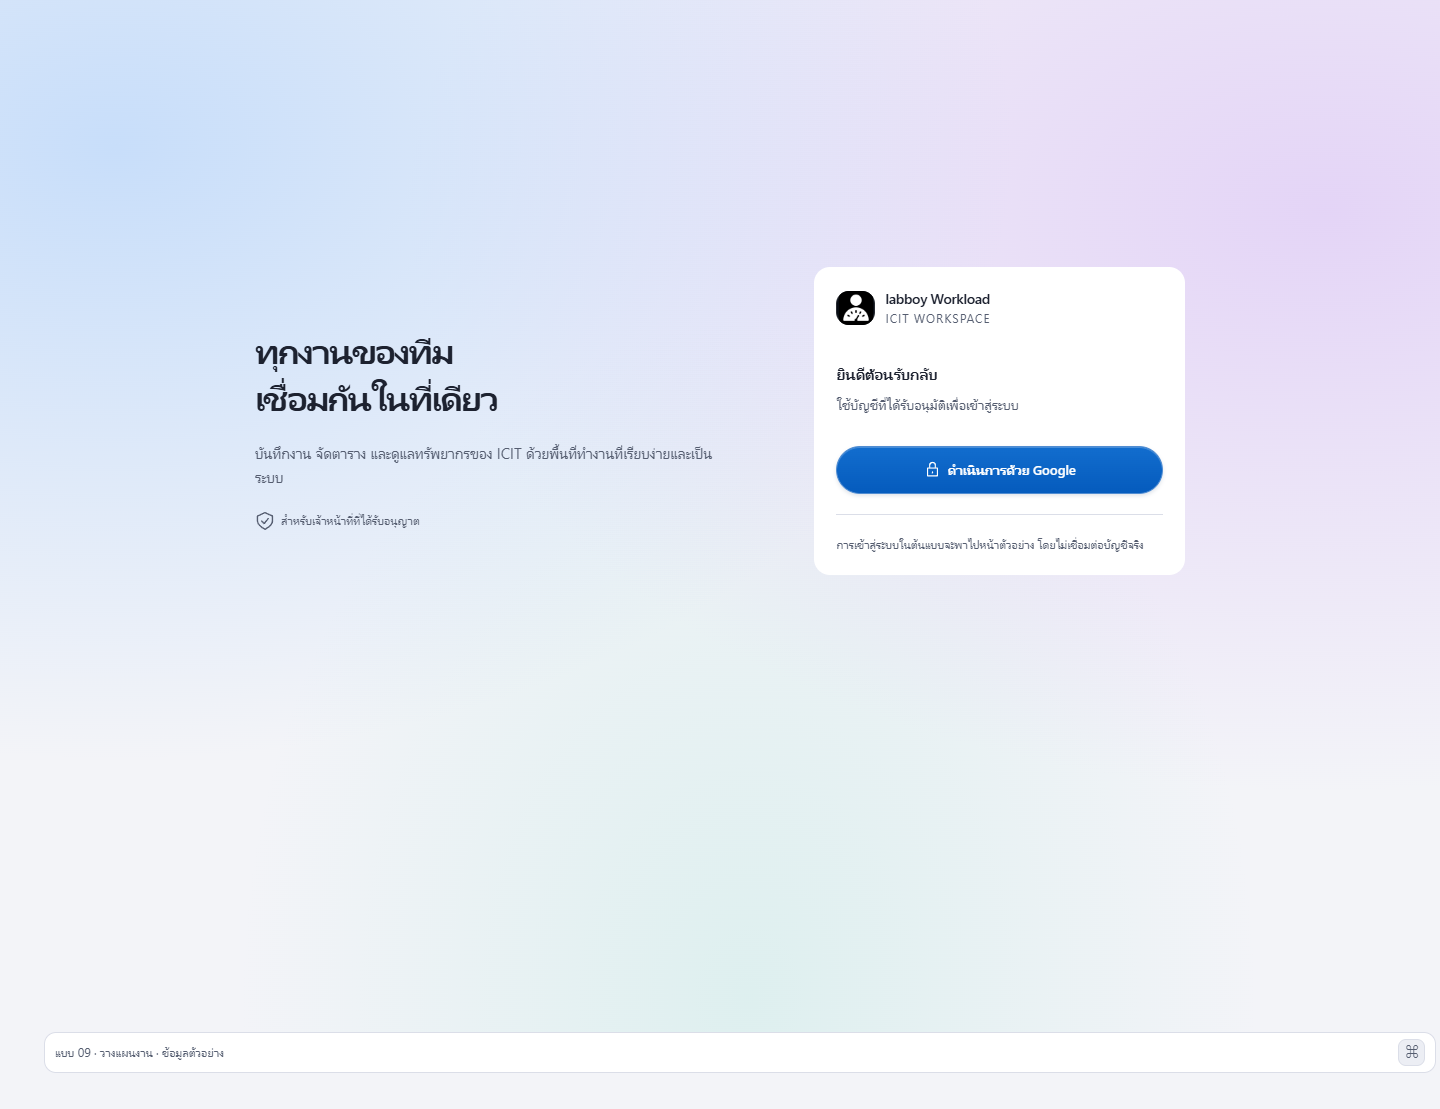 ทุกงานของทีม
เชื่อมกันในที่เดียว
บันทึกงาน จัดตาราง และดูแลทรัพยากรของ ICIT ด้วยพื้นที่ทำงานที่เรียบง่ายและเป็น
ระบบ
สำหรับเจ้าหน้าที่ที่ได้รับอนุญาต
labboy Workload
ICIT WORKSPACE
ยินดีต้อนรับกลับ
ใช้บัญชีที่ได้รับอนุมัติเพื่อเข้าสู่ระบบ
ดำเนินการด้วย Google
การเข้าสู่ระบบในต้นแบบจะพาไปหน้าตัวอย่าง โดยไม่เชื่อมต่อบัญชีจริง
แบบ 09 · วางแผนงาน · ข้อมูลตัวอย่าง
⌘